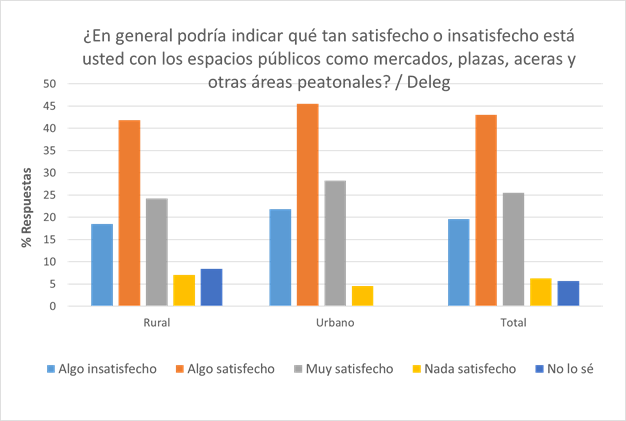 ¿En general podría indicar qué tan satisfecho o insatisfecho está
usted con los espacios públicos como mercados, plazas, aceras y
otras áreas peatonales? / Deleg
% Respuestas
50
45
40
35
30
25
20
15
10
5
0
Rural Urbano Total
Algo insatisfecho Algo satisfecho Muy satisfecho Nada satisfecho No lo sé